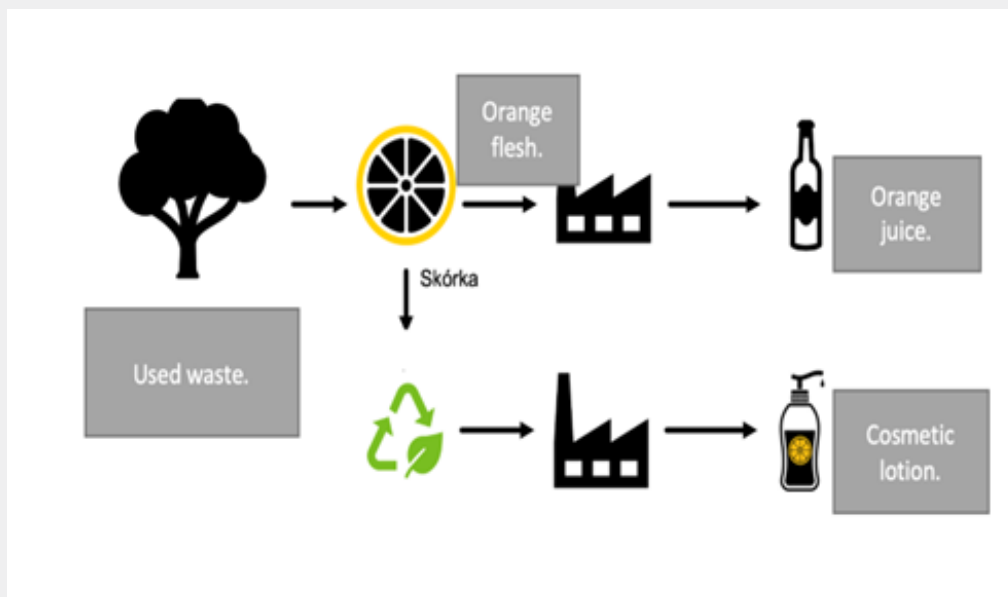 Orange
flesh.
Orange
juice.
Skórka
Used waste.
Cosmetic
lotion.